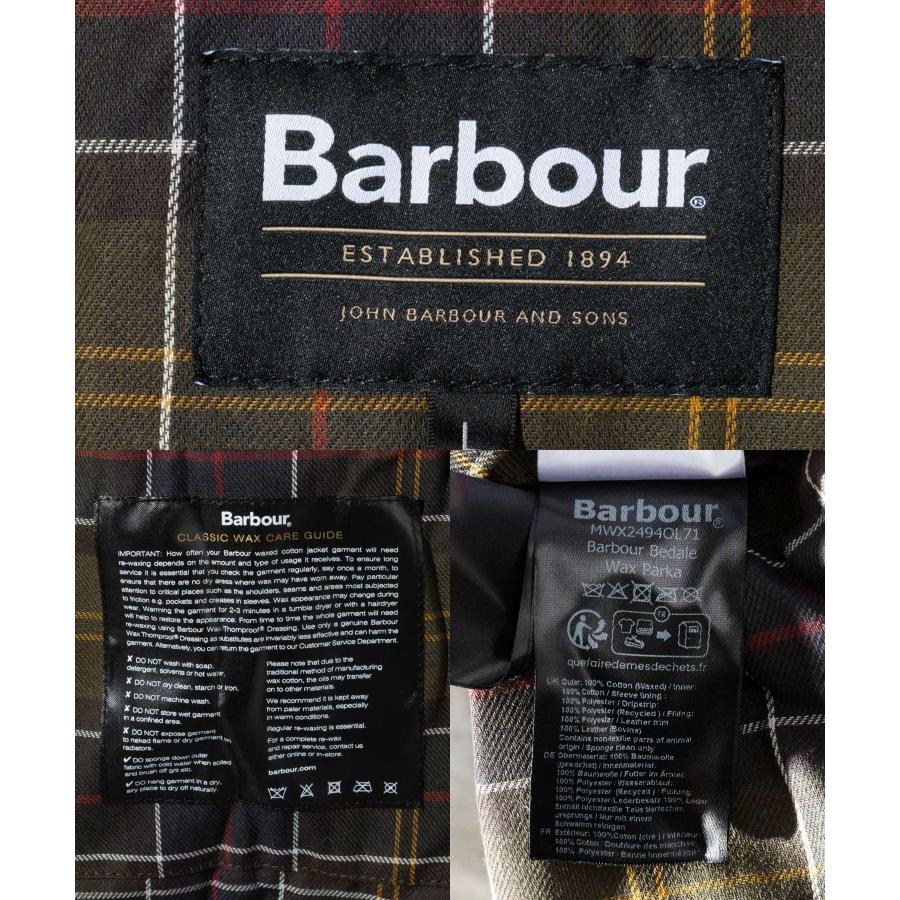 Barbour®
ESTABLISHED 1894
JOHN BARBOUR AND SONS
L
Barbour®
CLASSIC WAX CARE GUIDE
IMPORTANT: How often your Barbour waxed cotton jacket garment will need
re-waxing depends on the amount and type of usage it receives. To ensure long
service it is essential that you check the garment regularly, say once a month, to
ensure that there are no dry areas where wax may have worn away. Pay particular
attention to critical places such as the shoulders, seams and areas most subjected
to friction e.g. pockets and creases in sleeves. Wax appearance may change during
wear. Warming the garment for 2-3 minutes in a tumble dryer or with a hairdryer
will help to restore the appearance. From time to time the whole garment will need
re-waxing using Barbour Wax Thornproof® Dressing. Use only a genuine Barbour
Wax Thornproof® Dressing as substitutes are invariably less effective and can harm the
garment. Alternatively, you can return the garment to our Customer Service Department.
✗ DO NOT wash with soap,
detergent, solvents or hot water.
✗ DO NOT dry clean, starch or iron.
✗ DO NOT machine wash.
✗ DO NOT store wet garment
in a confined area.
✗ DO NOT expose garment
to naked flame or dry garment on
radiators.
✓ DO sponge down outer
fabric with cold water when soiled
and brush off grit etc.
✓ DO hang garment in a dry,
airy place to dry off naturally.
Please note that due to the
traditional method of manufacturing
wax cotton, the oils may transfer
on to other materials.
We recommend it is kept away
from paler materials, especially
in warm conditions.
Regular re-waxing is essential.
For a complete re-wax
and repair service, contact us
either online or in-store.
barbour.com
Barbour®
MWX2494OL71
Barbour Bedale
Wax Parka
FR
quefairedemesdechets.fr
UK Outer: 100% Cotton (Waxed) / Inner:
100% Cotton / Sleeve lining :
100% Polyester / Dripstrip:
100% Polyester (Recycled) / Filling:
100% Polyester / Leather trim
100% Leather (Bovine)
Contains non-textile parts of animal
origin / Sponge clean only
DE Obermaterial: 100% Baumwolle
(gewachst) / Innenmaterial:
100% Baumwolle / Futter im Ärmel:
100% Polyester / Wasserablauf:
100% Polyester (Recycled) / Füllung:
100% Polyester/Lederbesatz 100% Leder
Enthält nichttextile Teile tierischen
Ursprungs / Nur mit einem
Schwamm reinigen
FR Extérieur: 100%Coton (ciré) / Intérieur
100% Coton / Doublure des manches:
100% Polyester / Bande imperméable: